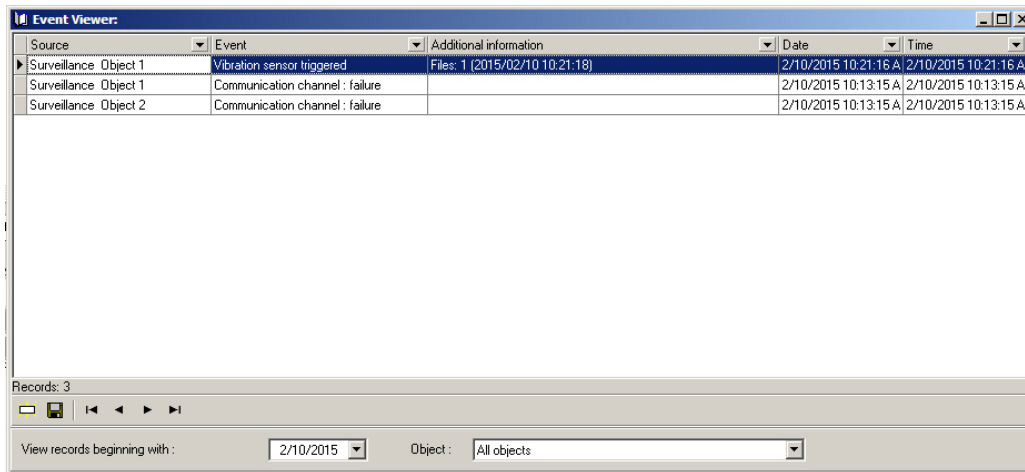 Event Viewer:
Source Event Additional information Date Time
Surveillance Object 1 Vibration sensor triggered Files: 1 (2015/02/10 10:21:18) 2/10/2015 10:21:16 A 2/10/2015 10:21:16 A
Surveillance Object 1 Communication channel : failure 2/10/2015 10:13:15 A 2/10/2015 10:13:15 A
Surveillance Object 2 Communication channel : failure 2/10/2015 10:13:15 A 2/10/2015 10:13:15 A
Records: 3
View records beginning with : 2/10/2015 Object : All objects